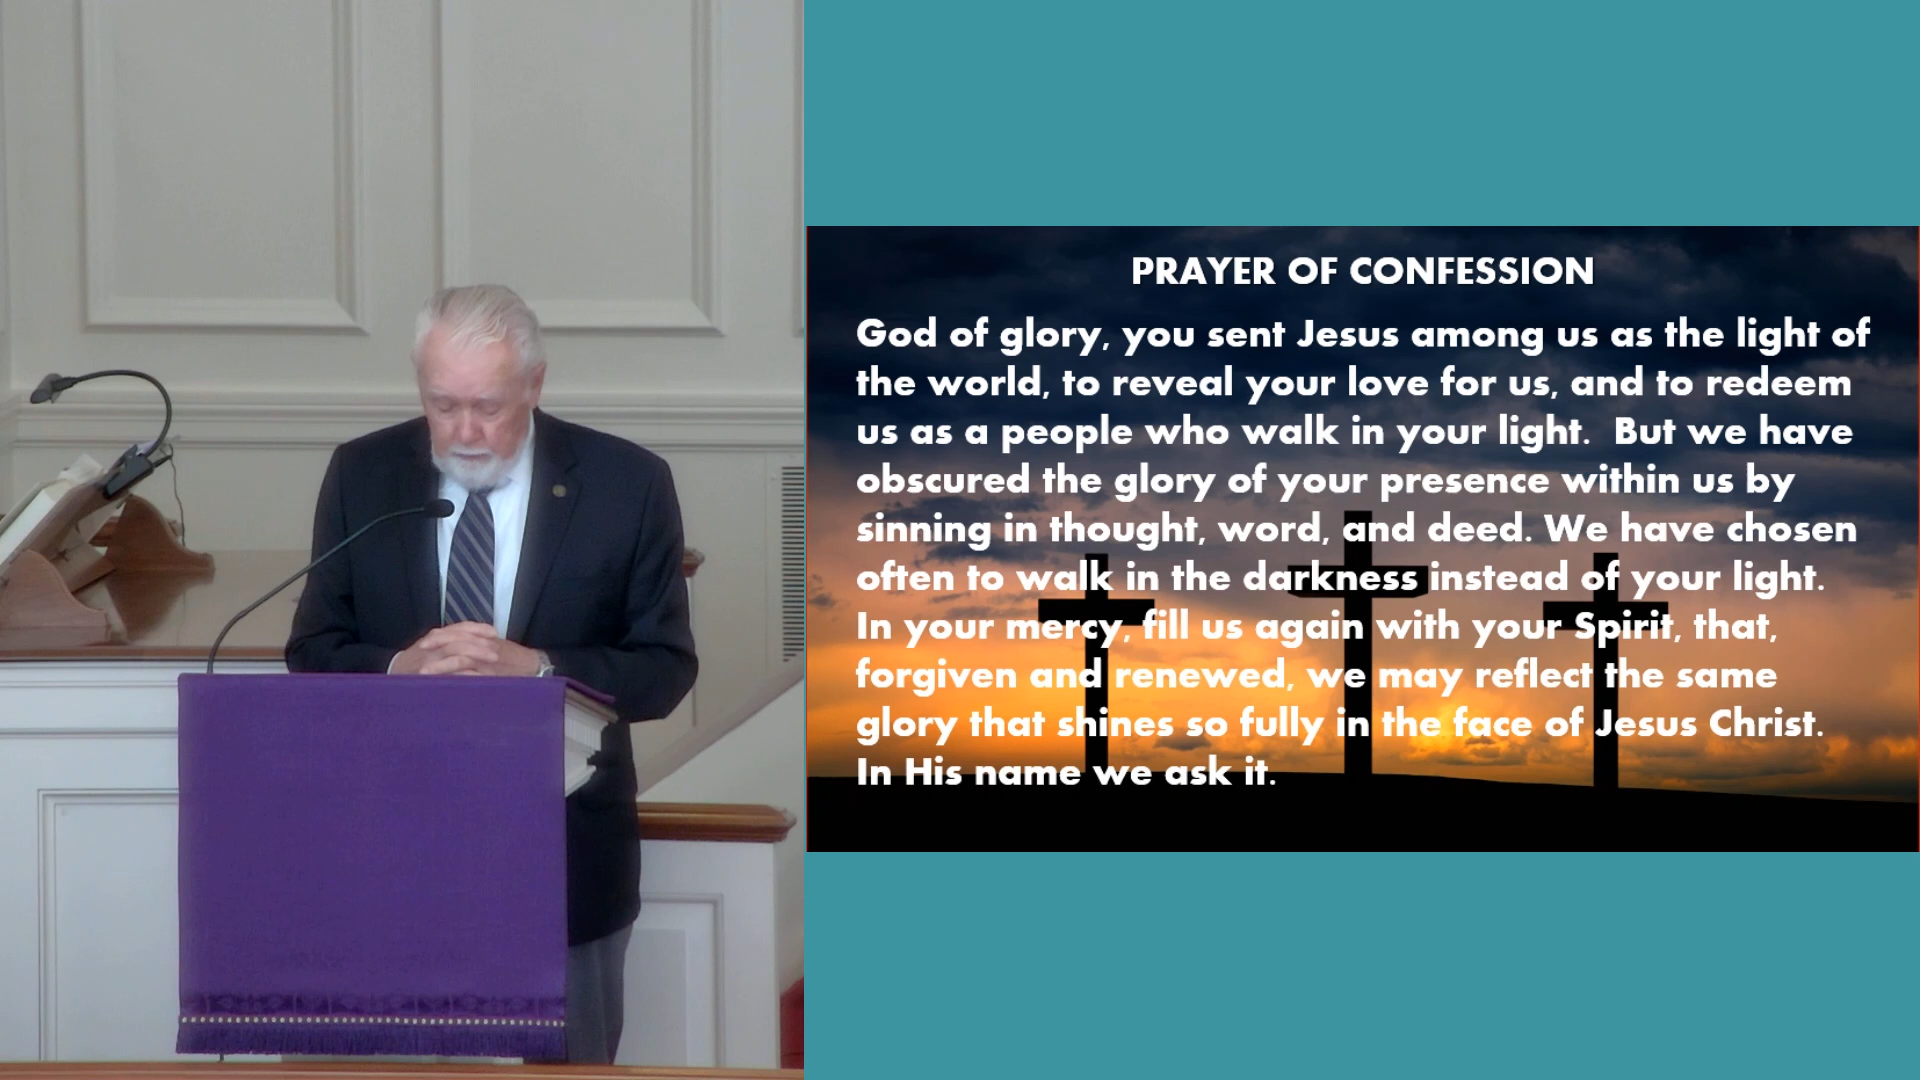 PRAYER OF CONFESSION
God of glory, you sent Jesus among us as the light of
the world, to reveal your love for us, and to redeem
us as a people who walk in your light.  But we have
obscured the glory of your presence within us by
sinning in thought, word, and deed. We have chosen
often to walk in the darkness instead of your light.
In your mercy, fill us again with your Spirit, that,
forgiven and renewed, we may reflect the same
glory that shines so fully in the face of Jesus Christ.
In His name we ask it.